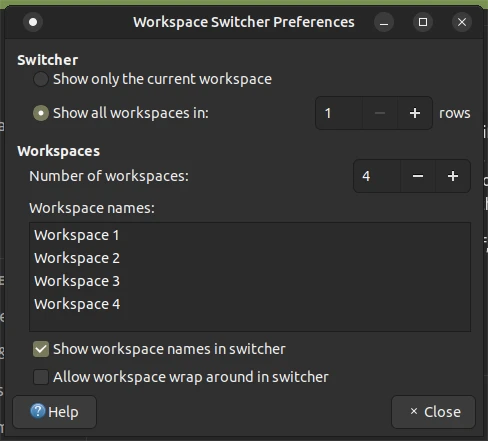 Workspace Switcher Preferences
Switcher
Show only the current workspace
Show all workspaces in: 1 rows
Workspaces
Number of workspaces: 4
Workspace names:
Workspace 1
Workspace 2
Workspace 3
Workspace 4
Show workspace names in switcher
Allow workspace wrap around in switcher
Help
Close